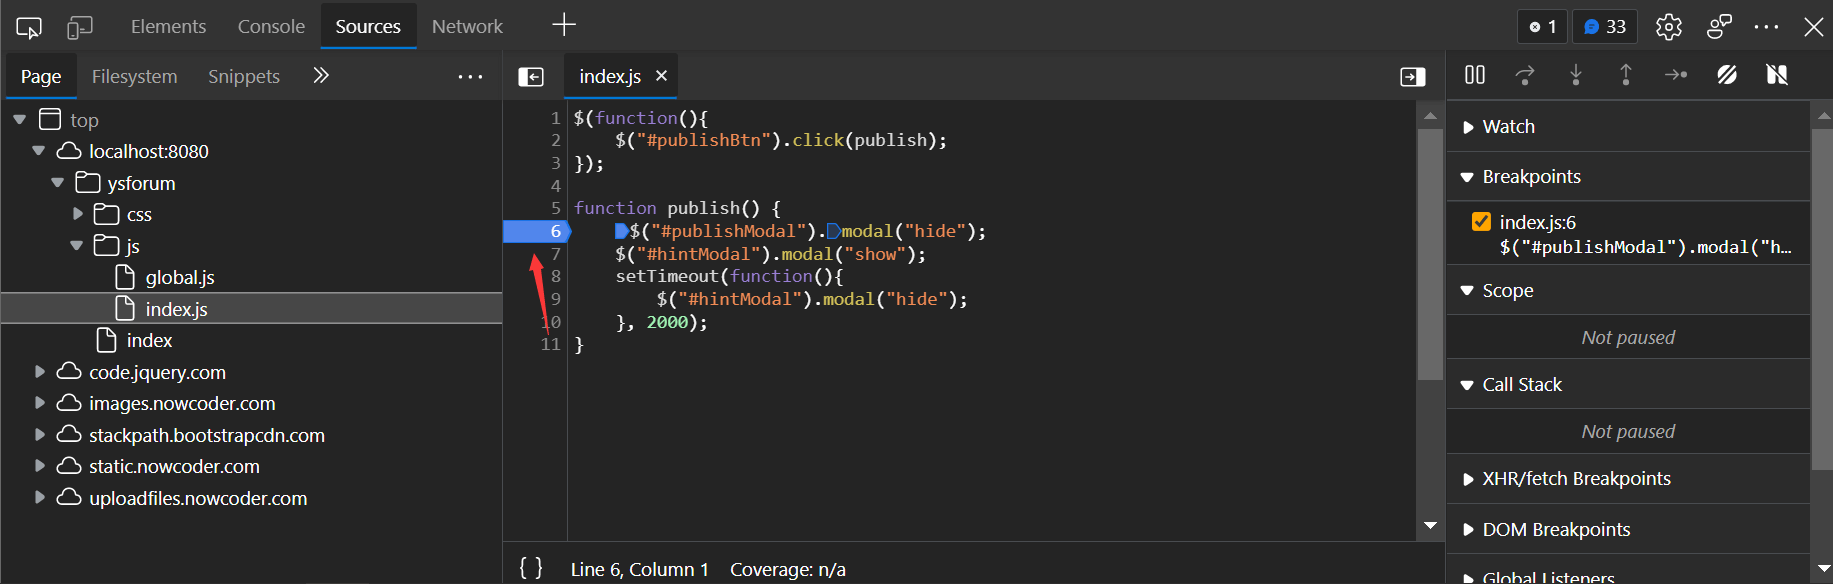 Elements Console Sources Network
1 33
Page Filesystem Snippets
index.js
top
localhost:8080
ysforum
css
js
global.js
index.js
index
code.jquery.com
images.nowcoder.com
stackpath.bootstrapcdn.com
static.nowcoder.com
uploadfiles.nowcoder.com
1 $(function(){
2 $("#publishBtn").click(publish);
3 });
4
5 function publish() {
6 $("#publishModal").modal("hide");
7 $("#hintModal").modal("show");
8 setTimeout(function(){
9 $("#hintModal").modal("hide");
10 }, 2000);
11 }
{ } Line 6, Column 1 Coverage: n/a
Watch
Breakpoints
index.js:6
$("#publishModal").modal("h…
Scope
Not paused
Call Stack
Not paused
XHR/fetch Breakpoints
DOM Breakpoints
Global Listeners